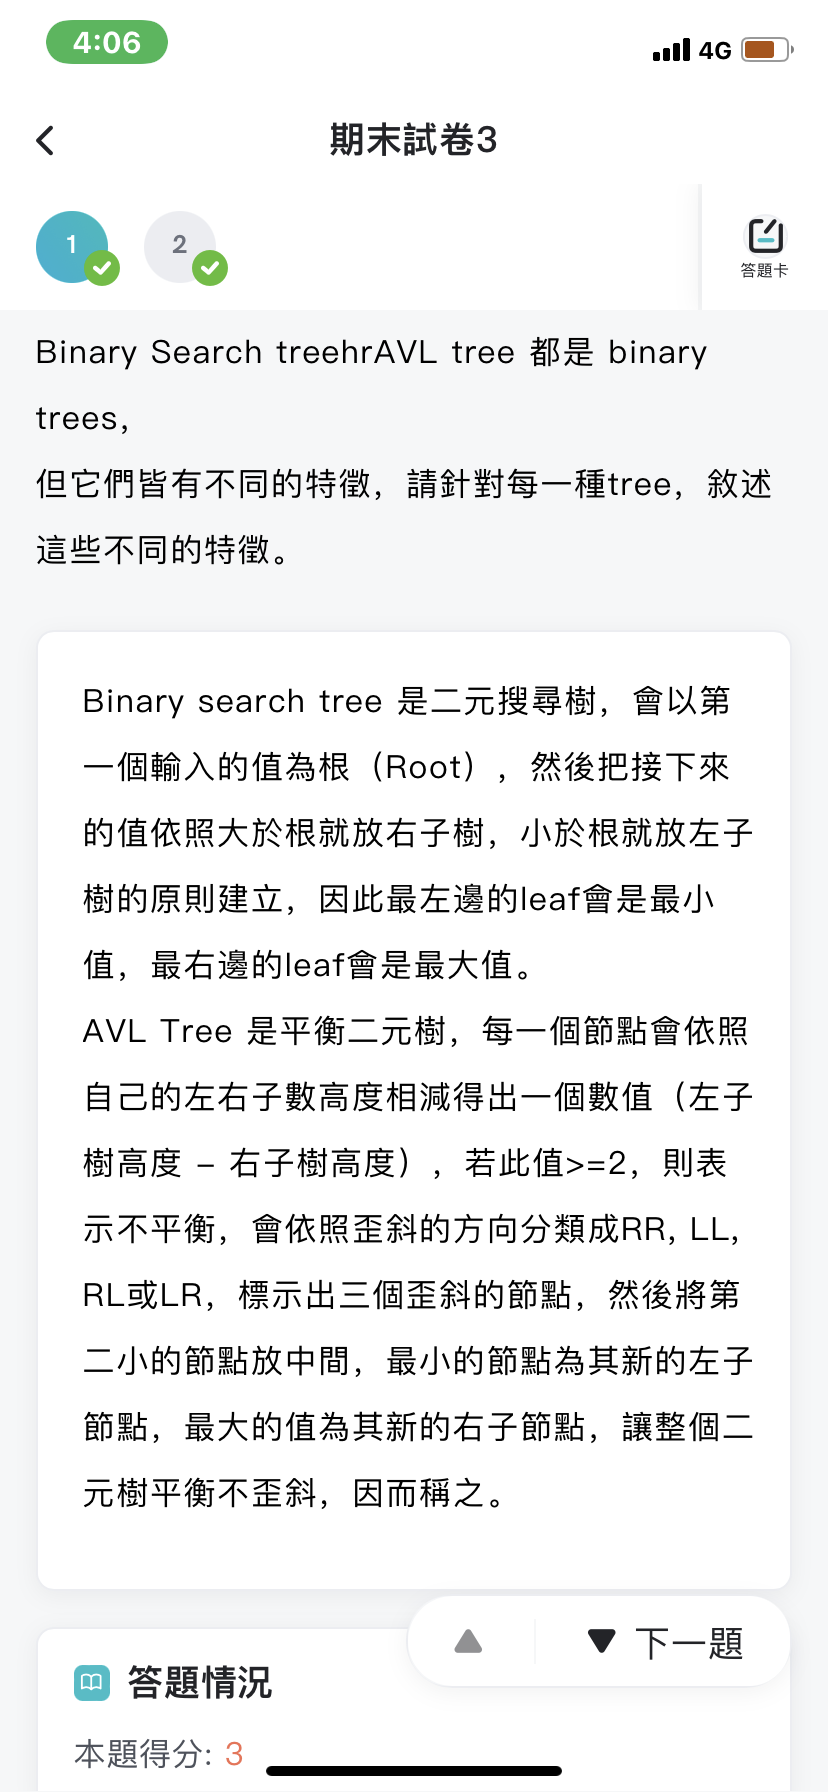 4:06
4G
期末試卷3
1
2
答題卡
Binary Search treehrAVL tree 都是 binary
trees,
但它們皆有不同的特徵，請針對每一種tree，敘述
這些不同的特徵。
Binary search tree 是二元搜尋樹，會以第
一個輸入的值為根（Root），然後把接下來
的值依照大於根就放右子樹，小於根就放左子
樹的原則建立，因此最左邊的leaf會是最小
值，最右邊的leaf會是最大值。
AVL Tree 是平衡二元樹，每一個節點會依照
自己的左右子數高度相減得出一個數值（左子
樹高度 – 右子樹高度），若此值>=2，則表
示不平衡，會依照歪斜的方向分類成RR, LL,
RL或LR，標示出三個歪斜的節點，然後將第
二小的節點放中間，最小的節點為其新的左子
節點，最大的值為其新的右子節點，讓整個二
元樹平衡不歪斜，因而稱之。
下一題
答題情況
本題得分: 3